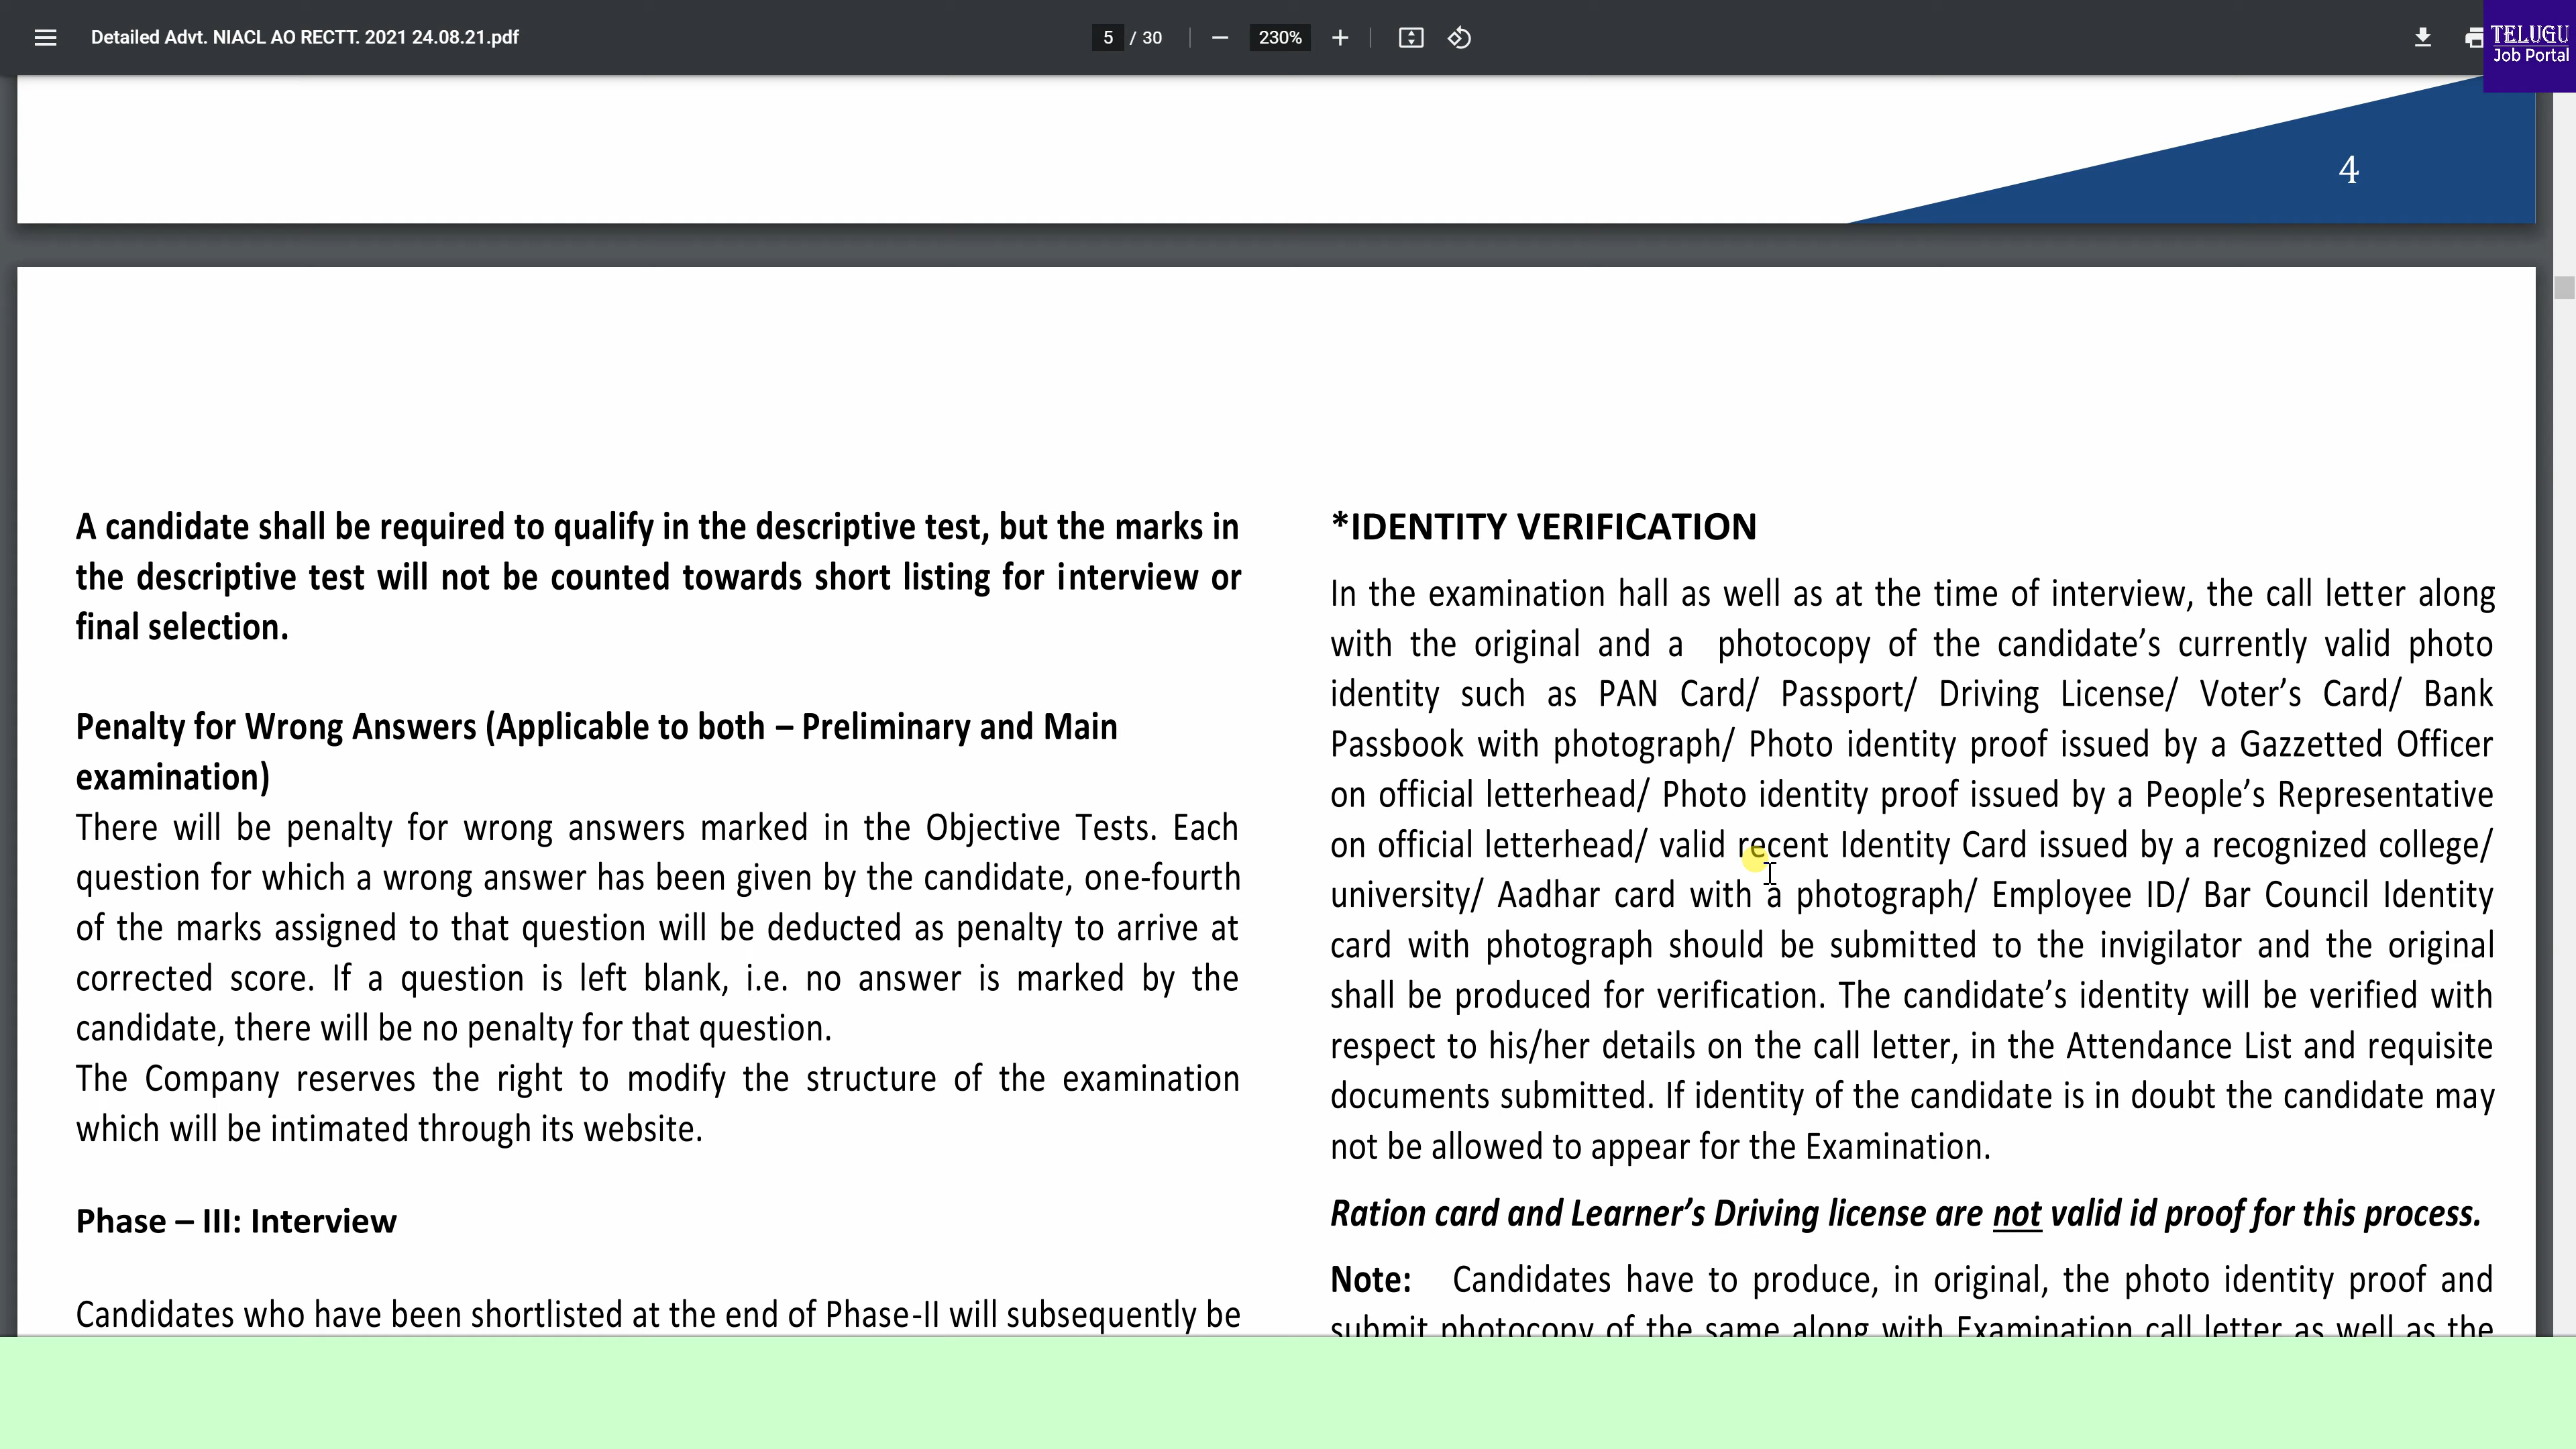 Detailed Advt. NIACL AO RECTT. 2021 24.08.21.pdf
5 / 30
230%
TELUGU
Job Portal
4
A candidate shall be required to qualify in the descriptive test, but the marks in
the descriptive test will not be counted towards short listing for interview or
final selection.
Penalty for Wrong Answers (Applicable to both – Preliminary and Main
examination)
There will be penalty for wrong answers marked in the Objective Tests. Each
question for which a wrong answer has been given by the candidate, one-fourth
of the marks assigned to that question will be deducted as penalty to arrive at
corrected score. If a question is left blank, i.e. no answer is marked by the
candidate, there will be no penalty for that question.
The Company reserves the right to modify the structure of the examination
which will be intimated through its website.
Phase – III: Interview
Candidates who have been shortlisted at the end of Phase-II will subsequently be
*IDENTITY VERIFICATION
In the examination hall as well as at the time of interview, the call letter along
with the original and a photocopy of the candidate’s currently valid photo
identity such as PAN Card/ Passport/ Driving License/ Voter’s Card/ Bank
Passbook with photograph/ Photo identity proof issued by a Gazzetted Officer
on official letterhead/ Photo identity proof issued by a People’s Representative
on official letterhead/ valid recent Identity Card issued by a recognized college/
university/ Aadhar card with a photograph/ Employee ID/ Bar Council Identity
card with photograph should be submitted to the invigilator and the original
shall be produced for verification. The candidate’s identity will be verified with
respect to his/her details on the call letter, in the Attendance List and requisite
documents submitted. If identity of the candidate is in doubt the candidate may
not be allowed to appear for the Examination.
Ration card and Learner’s Driving license are not valid id proof for this process.
Note: Candidates have to produce, in original, the photo identity proof and
submit photocopy of the same along with Examination call letter as well as the